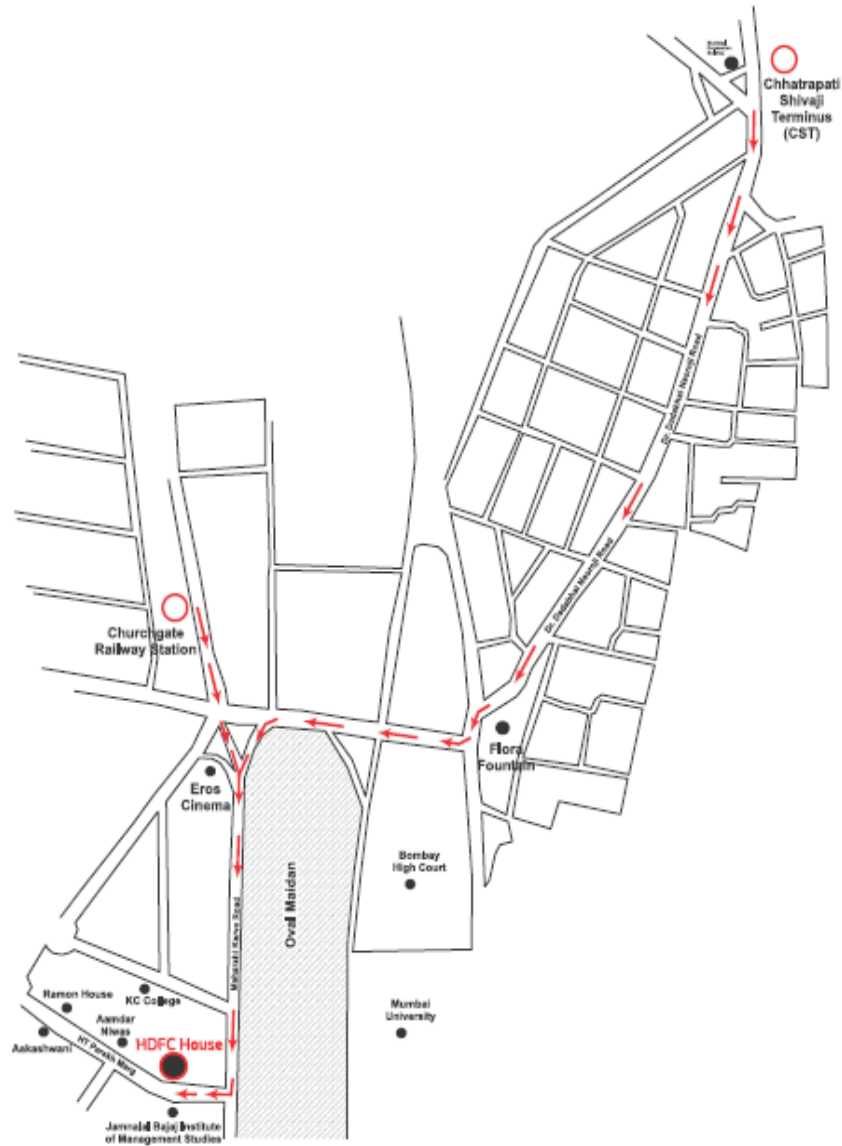 Chhatrapati
Shivaji
Terminus
(CST)
Dr. Dadabhai Naoroji Road
Dr. Dadabhai Naoroji Road
Churchgate
Railway Station
Flora
Fountain
Eros
Cinema
Bombay
High Court
Oval Maidan
Maharshi Karve Road
KC College
Ramon House
Mumbai
University
Aamdar
Niwas
HDFC House
Aakashwani
HT Parekh Marg
Jamnalal Bajaj Institute
of Management Studies